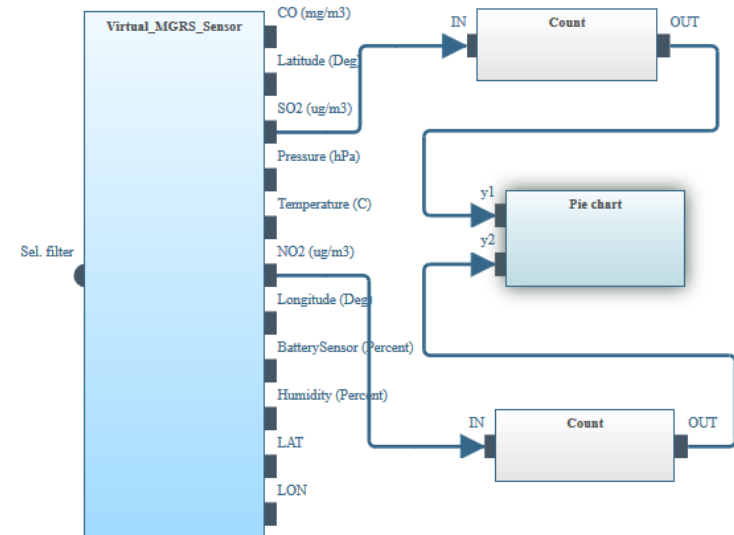 Virtual_MGRS_Sensor
CO (mg/m3)
Latitude (Deg)
SO2 (ug/m3)
Pressure (hPa)
Temperature (C)
Sel. filter
NO2 (ug/m3)
Longitude (Deg)
BatterySensor (Percent)
Humidity (Percent)
LAT
LON
IN
Count
OUT
y1
Pie chart
y2
IN
Count
OUT